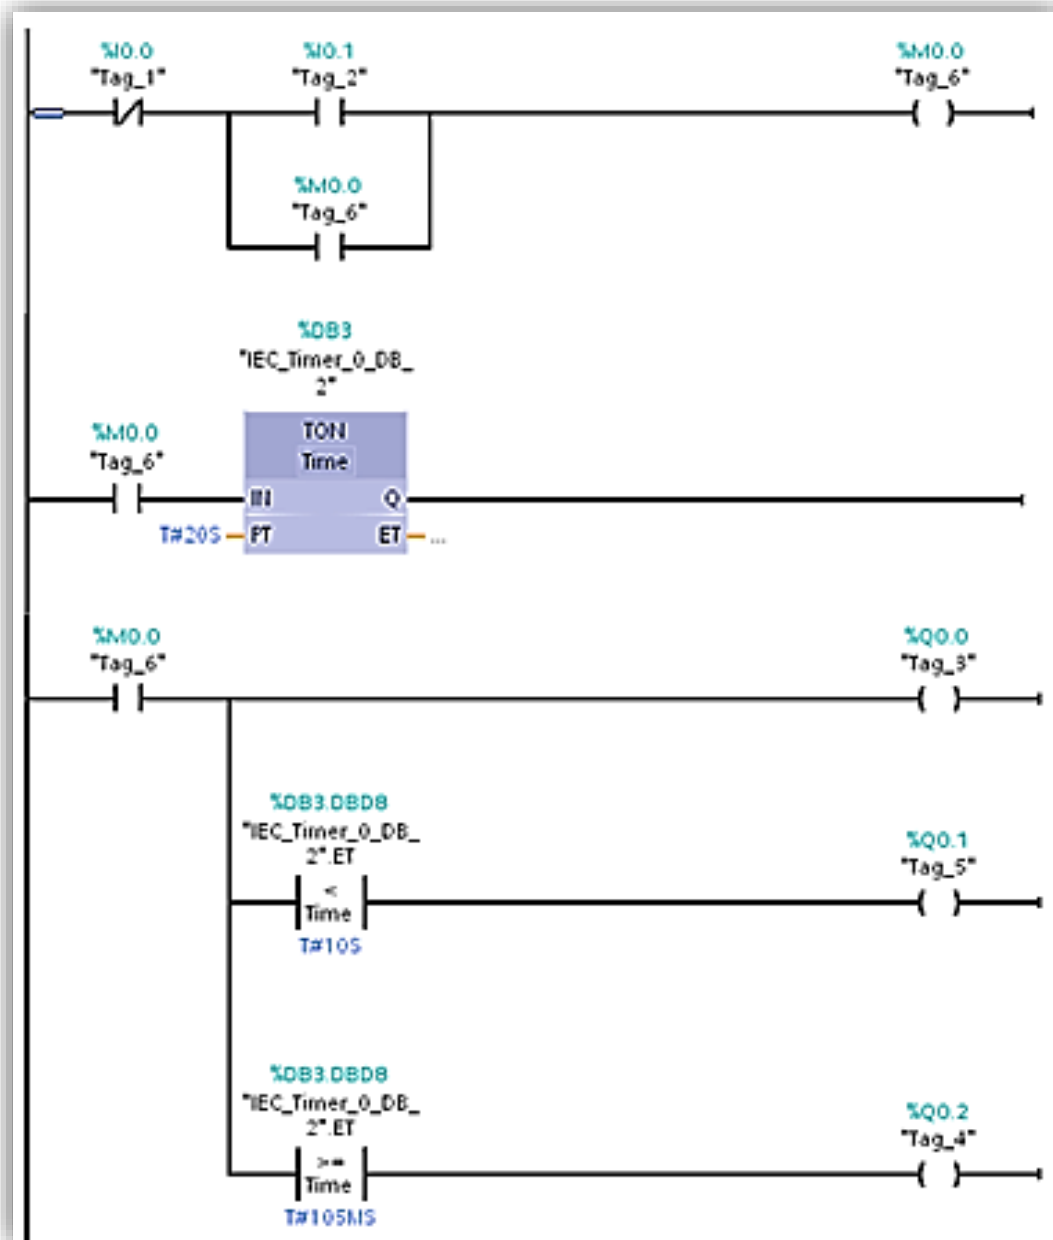 %I0.0
"Tag_1"
%I0.1
"Tag_2"
%M0.0
"Tag_6"
%M0.0
"Tag_6"
%DB3
"IEC_Timer_0_DB_
2"
TON
Time
%M0.0
"Tag_6"
IN
Q
T#20S
PT
ET
...
%M0.0
"Tag_6"
%Q0.0
"Tag_3"
%DB3.DBD8
"IEC_Timer_0_DB_
2".ET
<
Time
T#10S
%Q0.1
"Tag_5"
%DB3.DBD8
"IEC_Timer_0_DB_
2".ET
>=
Time
T#10SMS
%Q0.2
"Tag_4"